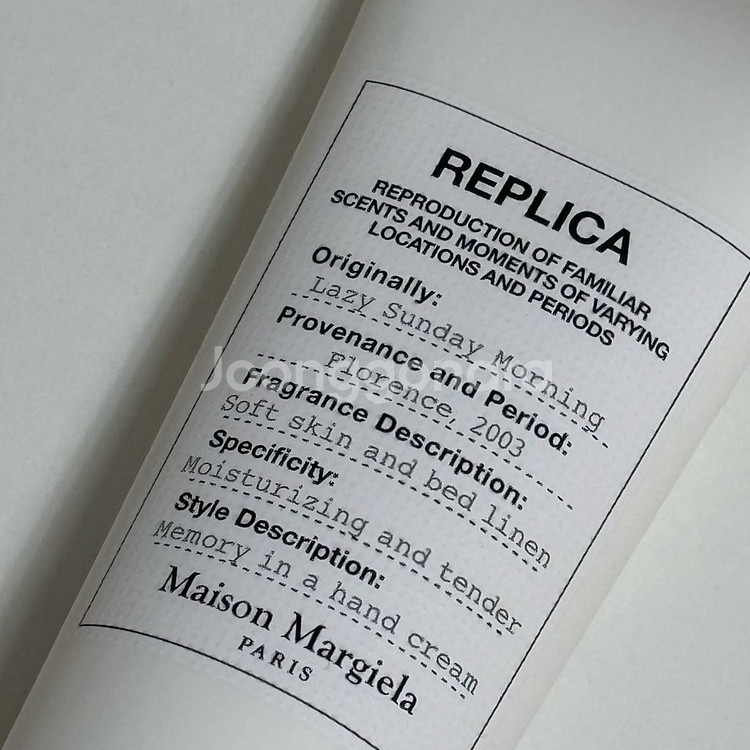 REPLICA
REPRODUCTION OF FAMILIAR
SCENTS AND MOMENTS OF VARYING
LOCATIONS AND PERIODS
Originally:
Lazy Sunday Morning
Provenance and Period:
Florence, 2003
Fragrance Description:
Soft skin and bed linen
Specificity:
Moisturizing and tender
Style Description:
Memory in a hand cream
Maison Margiela
PARIS
Joonggonara